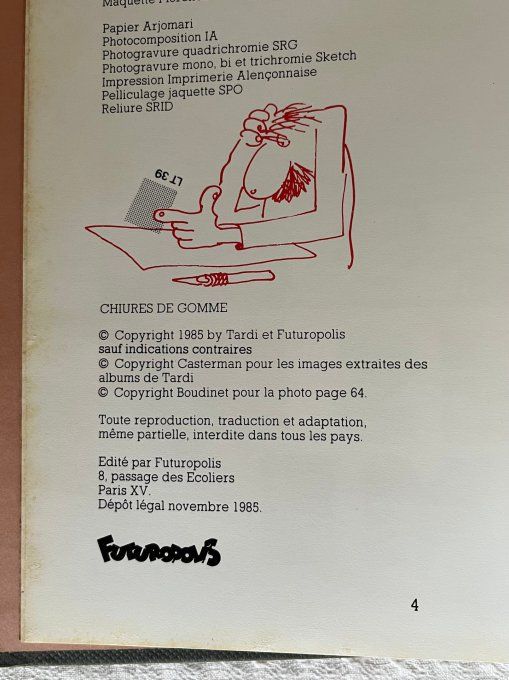 Maquette
Papier Arjomari
Photocomposition IA
Photogravure quadrichromie SRG
Photogravure mono, bi et trichromie Sketch
Impression Imprimerie Alençonnaise
Pelliculage jaquette SPO
Reliure SRID
LT 39
CHIURES DE GOMME
© Copyright 1985 by Tardi et Futuropolis
sauf indications contraires
© Copyright Casterman pour les images extraites des
albums de Tardi
© Copyright Boudinet pour la photo page 64.
Toute reproduction, traduction et adaptation,
même partielle, interdite dans tous les pays.
Edité par Futuropolis
8, passage des Ecoliers
Paris XV.
Dépôt légal novembre 1985.
FUTUROPOLIS
4